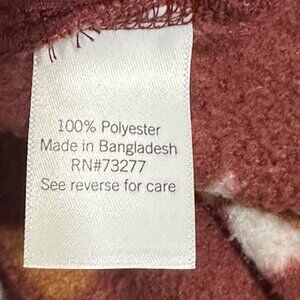 100% Polyester
Made in Bangladesh
RN#73277
See reverse for care